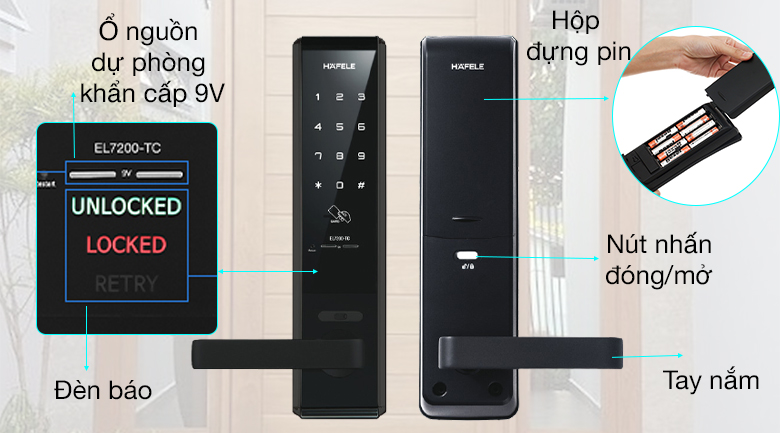 Ổ nguồn
dự phòng
khẩn cấp 9V
EL7200-TC
9V
UNLOCKED
LOCKED
RETRY
Đèn báo
HÄFELE
1 2 3
4 5 6
7 8 9
* 0 #
EL7200-TC
HÄFELE
Hộp
đựng pin
Nút nhấn
đóng/mở
Tay nắm